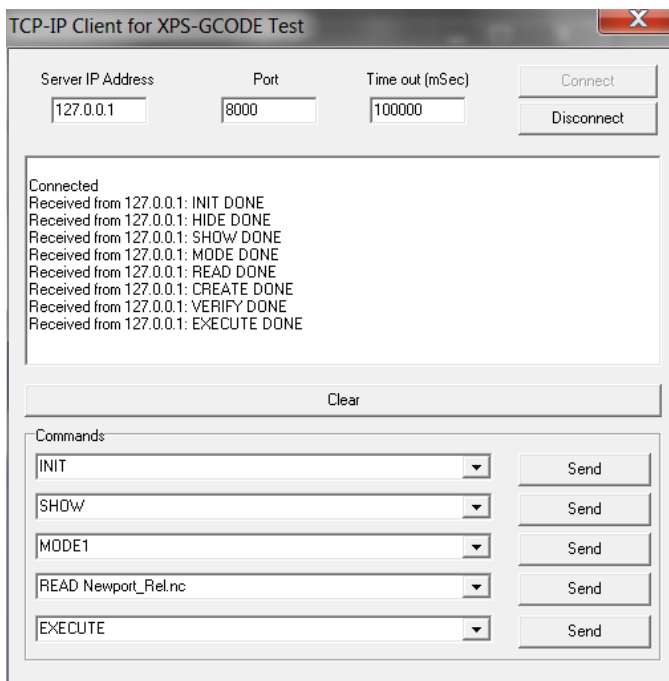 TCP-IP Client for XPS-GCODE Test
X
Server IP Address Port Time out (mSec) Connect
127.0.0.1 8000 100000 Disconnect
Connected
Received from 127.0.0.1: INIT DONE
Received from 127.0.0.1: HIDE DONE
Received from 127.0.0.1: SHOW DONE
Received from 127.0.0.1: MODE DONE
Received from 127.0.0.1: READ DONE
Received from 127.0.0.1: CREATE DONE
Received from 127.0.0.1: VERIFY DONE
Received from 127.0.0.1: EXECUTE DONE
Clear
Commands
INIT Send
SHOW Send
MODE1 Send
READ Newport_Rel.nc Send
EXECUTE Send